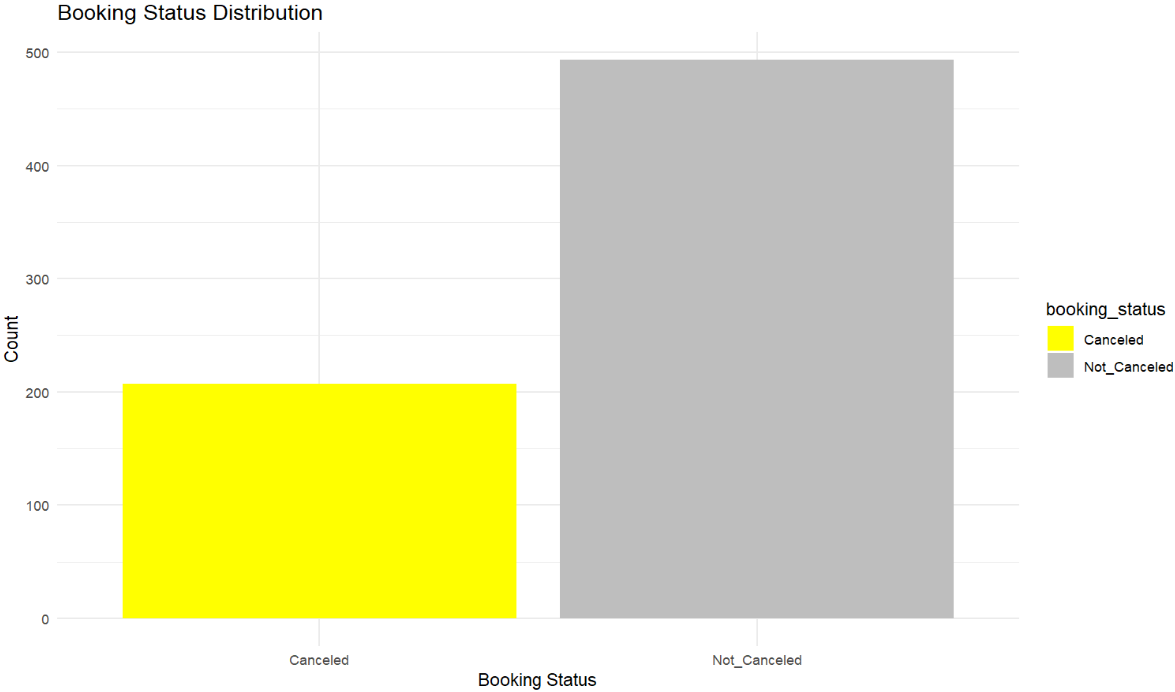 Booking Status Distribution
500
400
300
200
100
0
Count
Canceled
Not_Canceled
Booking Status
booking_status
Canceled
Not_Canceled